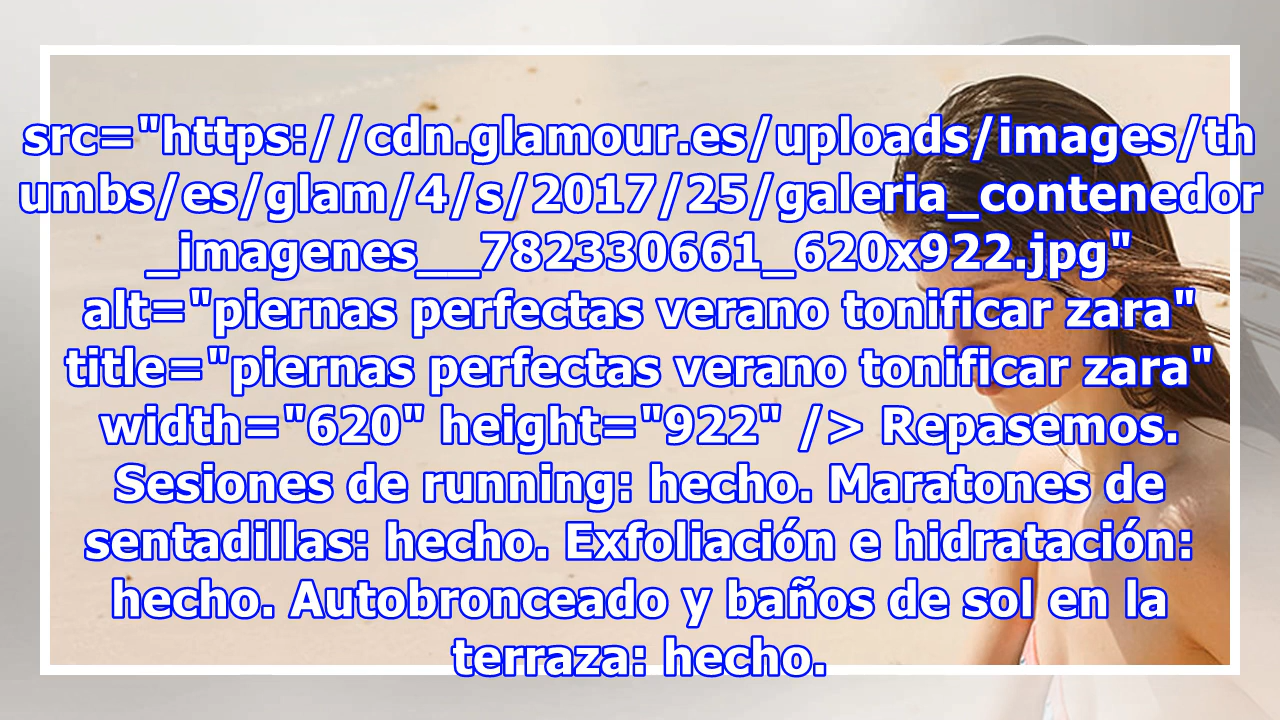 src="https://cdn.glamour.es/uploads/images/th
umbs/es/glam/4/s/2017/25/galeria_contenedor
_imagenes__782330661_620x922.jpg"
alt="piernas perfectas verano tonificar zara"
title="piernas perfectas verano tonificar zara"
width="620" height="922" /> Repasemos.
Sesiones de running: hecho. Maratones de
sentadillas: hecho. Exfoliación e hidratación:
hecho. Autobronceado y baños de sol en la
terraza: hecho.